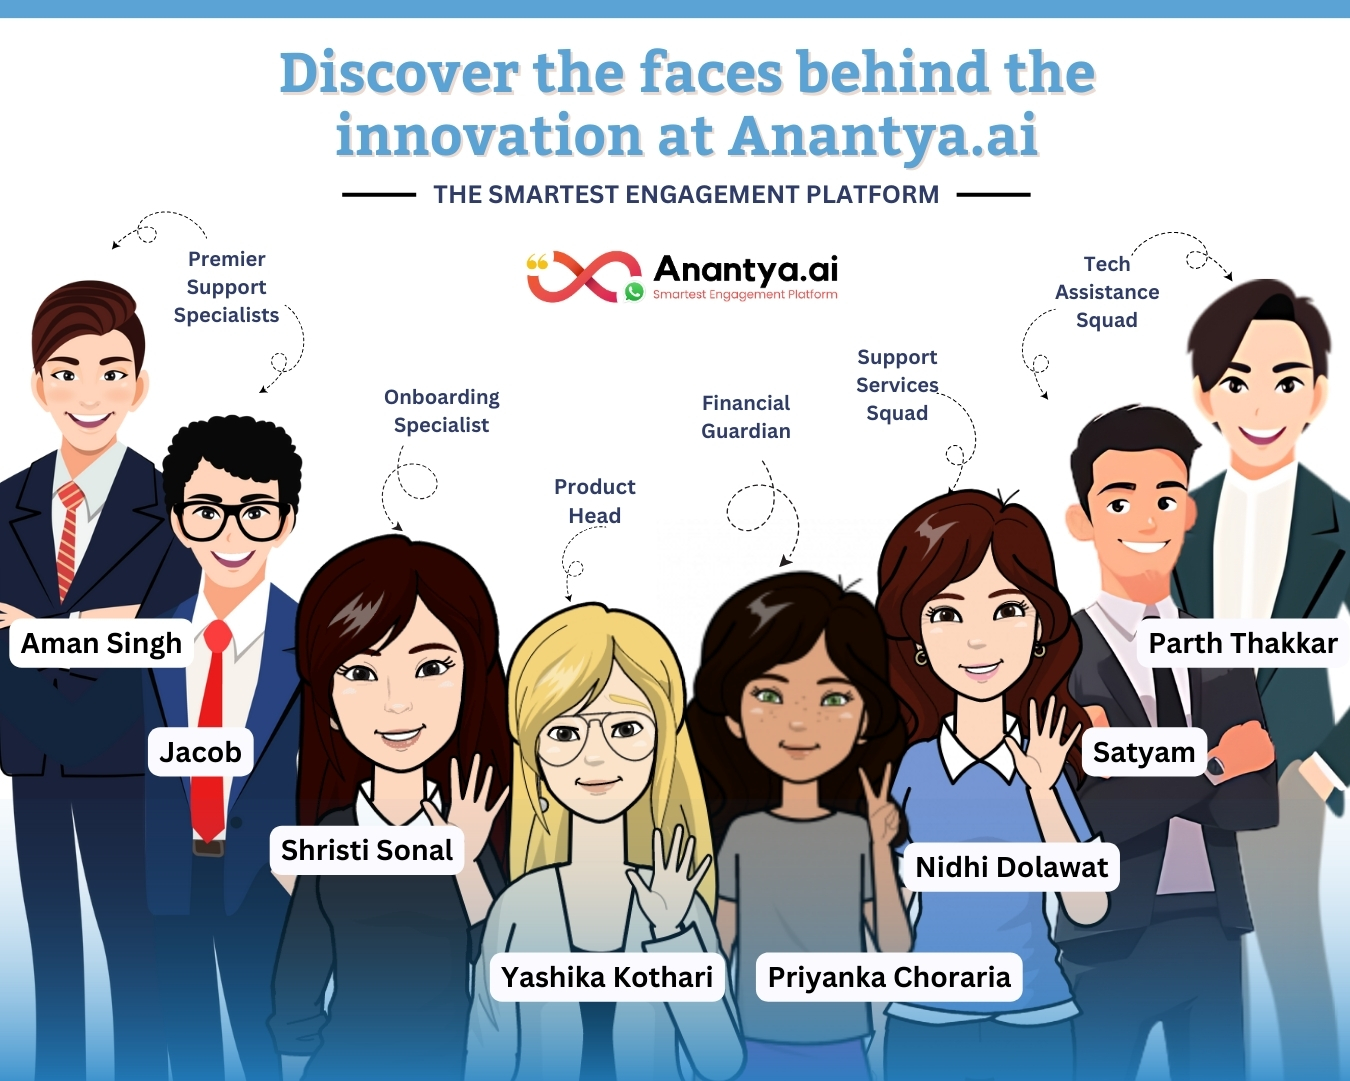 Discover the faces behind the
innovation at Anantya.ai
THE SMARTEST ENGAGEMENT PLATFORM
Anantya.ai
Smartest Engagement Platform
Premier
Support
Specialists
Onboarding
Specialist
Product
Head
Financial
Guardian
Support
Services
Squad
Tech
Assistance
Squad
Aman Singh
Jacob
Shristi Sonal
Yashika Kothari
Priyanka Choraria
Nidhi Dolawat
Satyam
Parth Thakkar